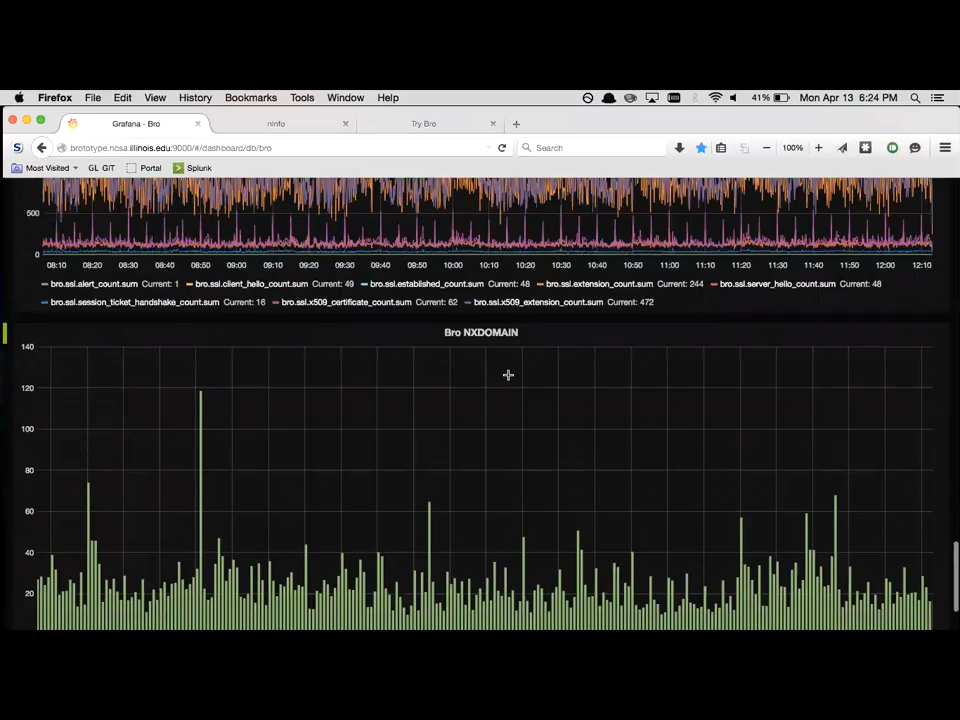 Firefox File Edit View History Bookmarks Tools Window Help 41% Mon Apr 13 6:24 PM
Grafana - Bro nInfo Try Bro
brototype.ncsa.illinois.edu:9000/#/dashboard/db/bro Search 100%
Most Visited GL GIT Portal Splunk
500
0
08:10 08:20 08:30 08:40 08:50 09:00 09:10 09:20 09:30 09:40 09:50 10:00 10:10 10:20 10:30 10:40 10:50 11:00 11:10 11:20 11:30 11:40 11:50 12:00 12:10
bro.ssl.alert_count.sum Current: 1 bro.ssl.client_hello_count.sum Current: 49 bro.ssl.established_count.sum Current: 48 bro.ssl.extension_count.sum Current: 244 bro.ssl.server_hello_count.sum Current: 48
bro.ssl.session_ticket_handshake_count.sum Current: 16 bro.ssl.x509_certificate_count.sum Current: 62 bro.ssl.x509_extension_count.sum Current: 472
Bro NXDOMAIN
140
120
100
80
60
40
20